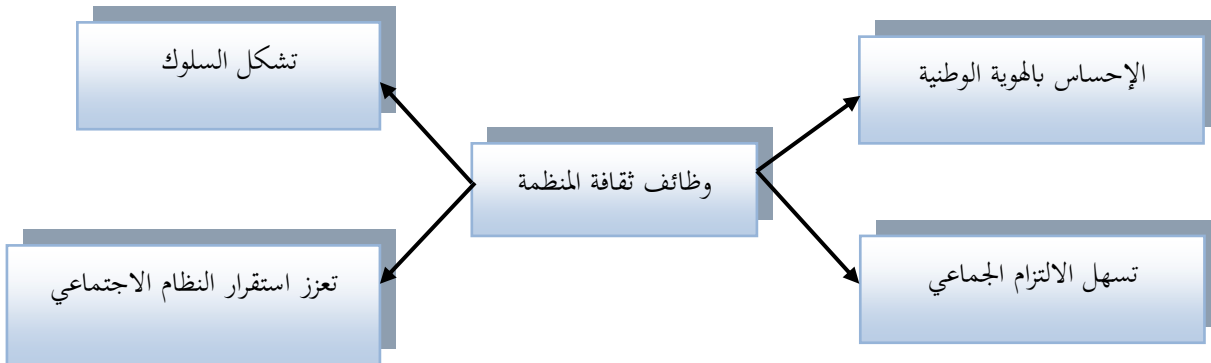 الإحساس بالهوية الوطنية
تشكل السلوك
وظائف ثقافة المنظمة
تسهل الالتزام الجماعي
تعزز استقرار النظام الاجتماعي